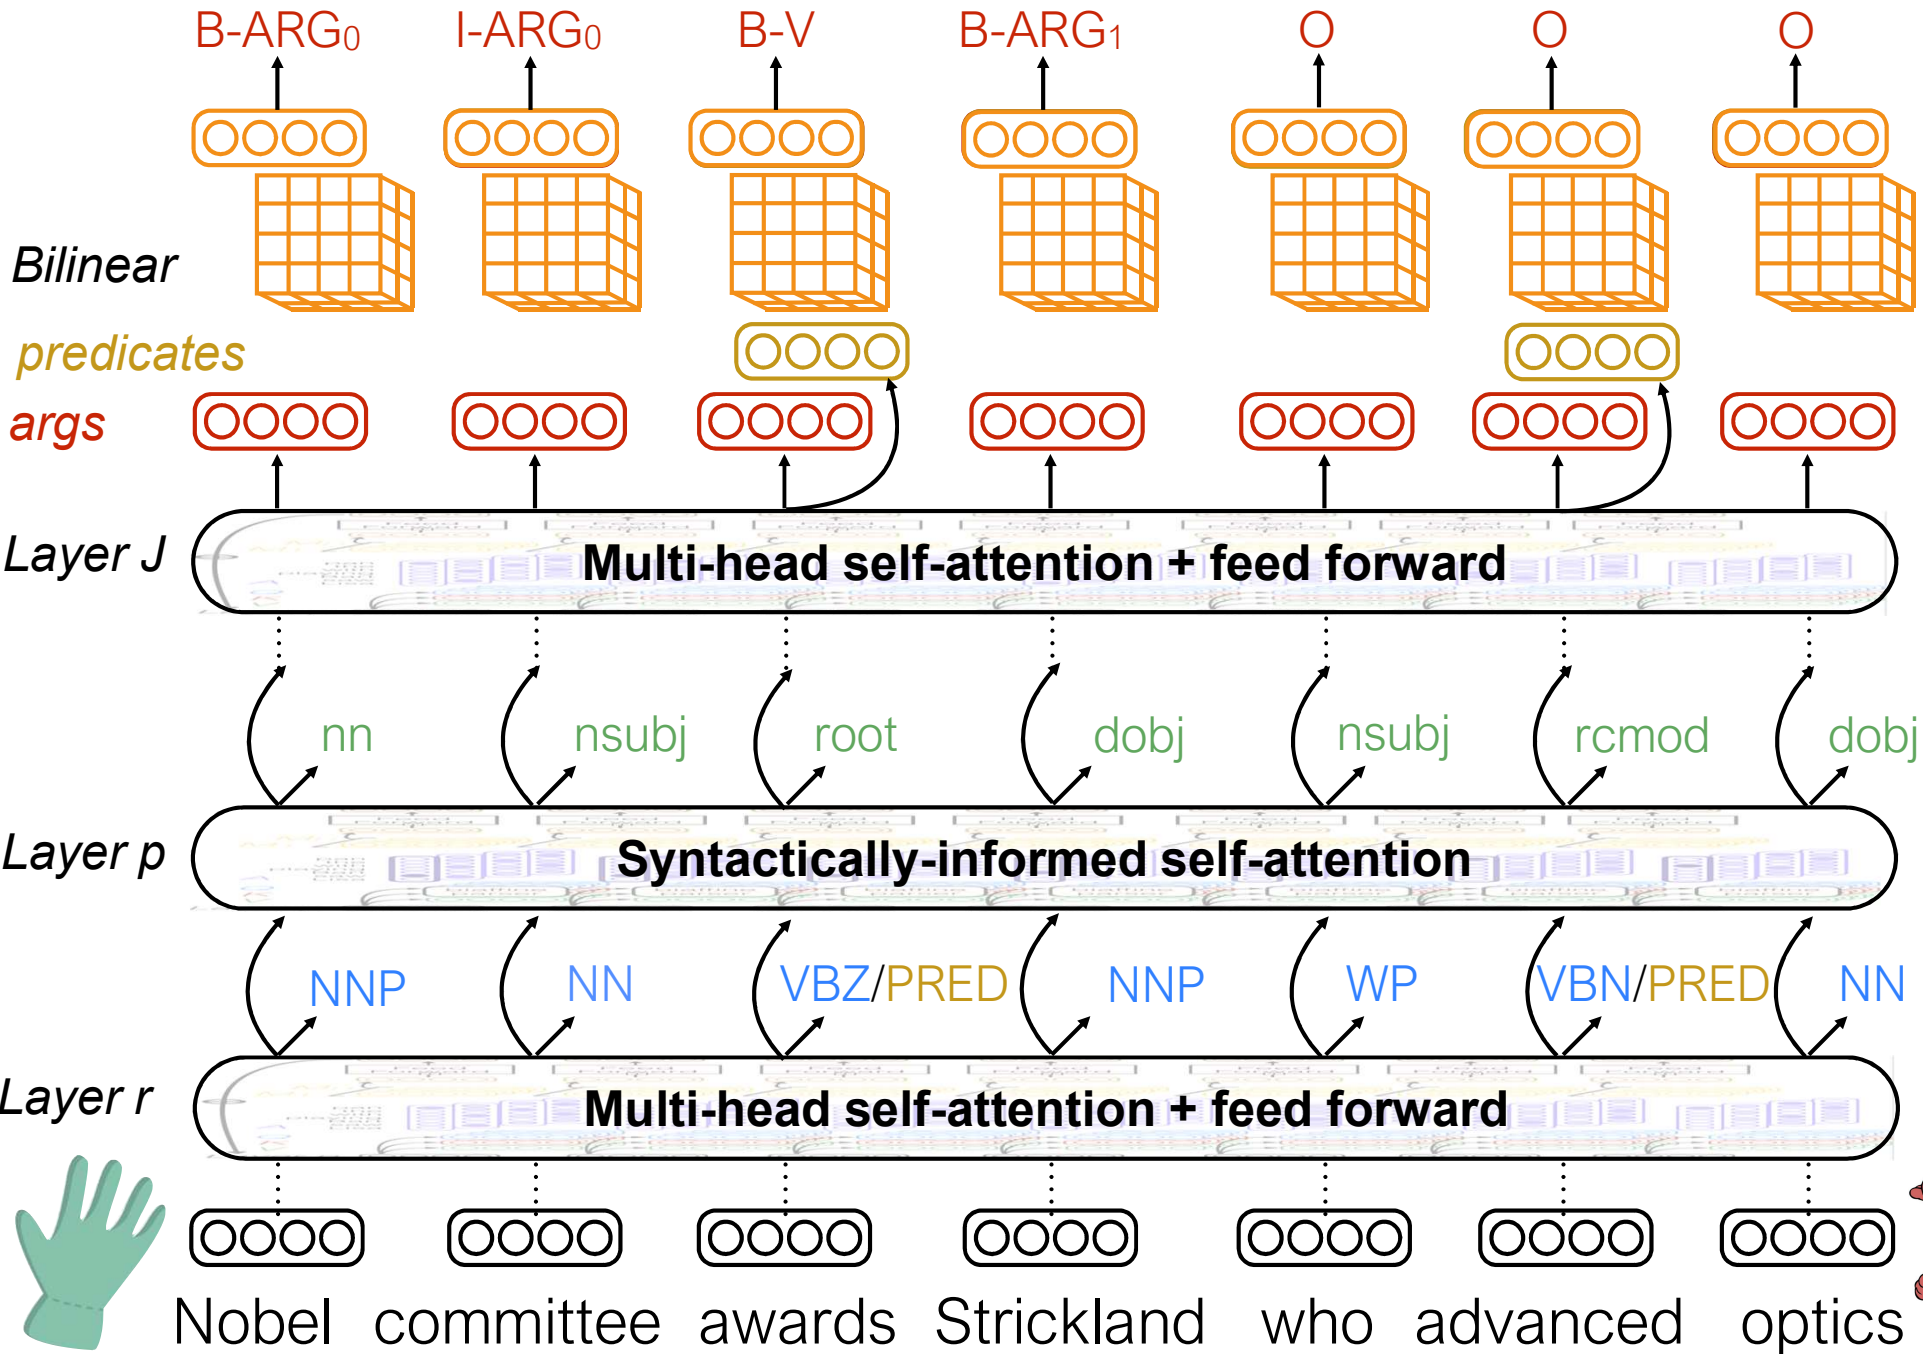 B-ARG0 I-ARG0 B-V B-ARG1 O O O
Bilinear
predicates
args
Layer J Multi-head self-attention + feed forward
nn nsubj root dobj nsubj rcmod dobj
Layer p Syntactically-informed self-attention
NNP NN VBZ/PRED NNP WP VBN/PRED NN
Layer r Multi-head self-attention + feed forward
Nobel committee awards Strickland who advanced optics